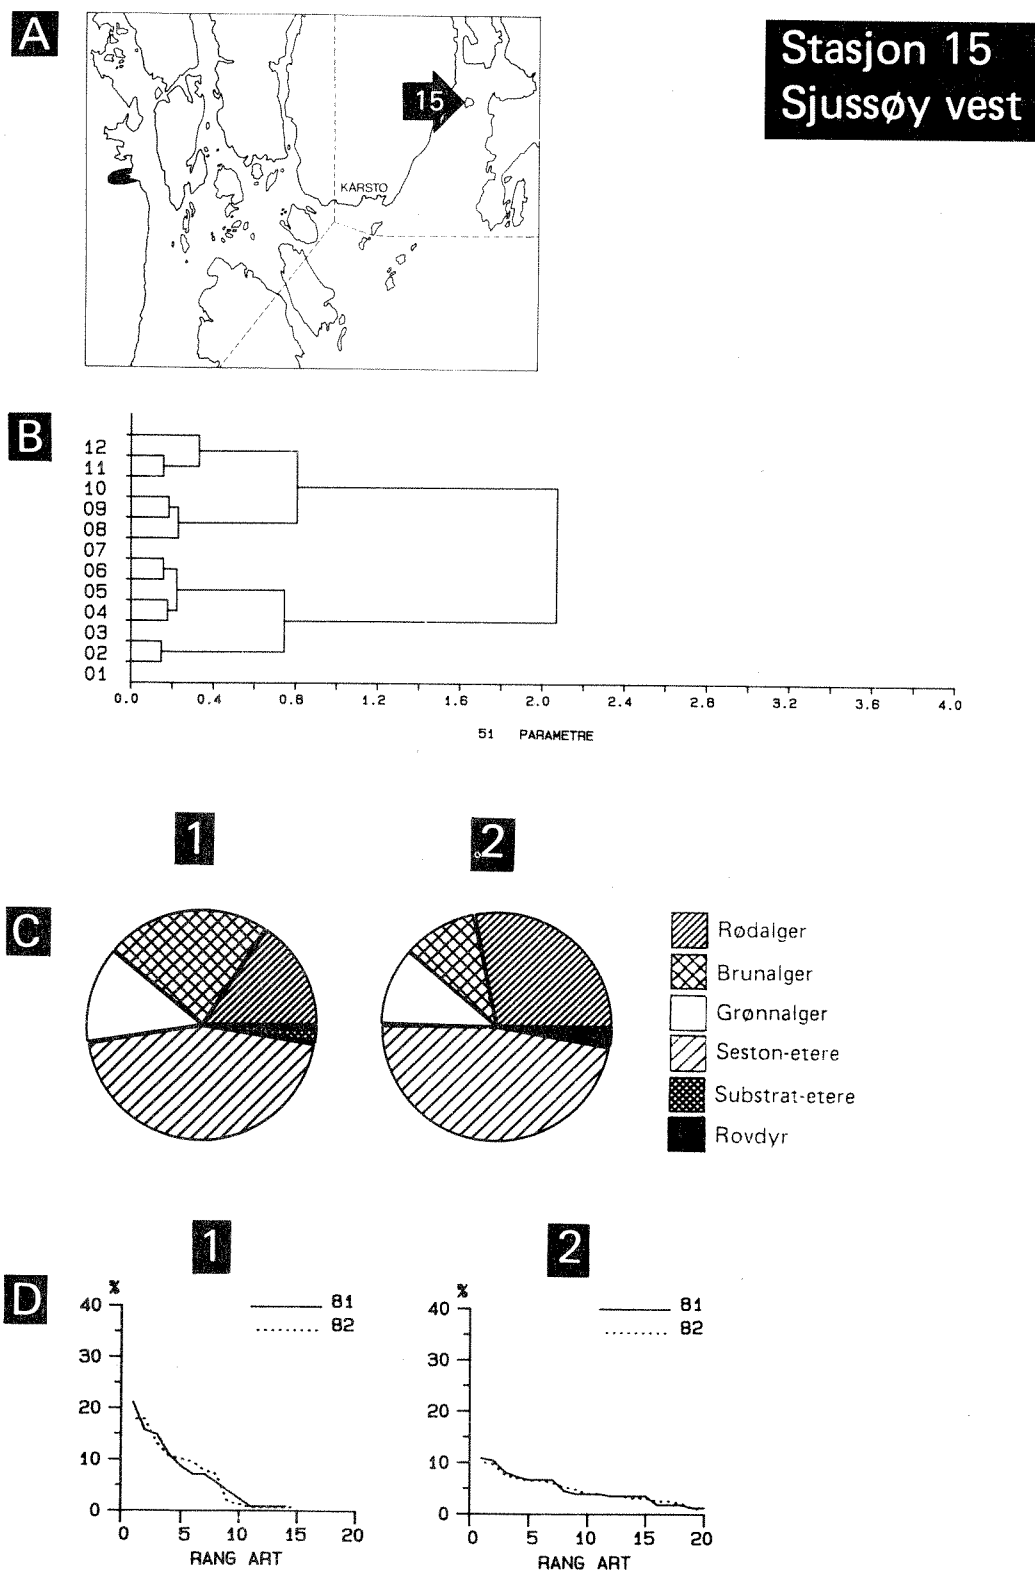 A
Stasjon 15
Sjussøy vest
15
KÅRSTO
B
12
11
10
09
08
07
06
05
04
03
02
01
0.0 0.4 0.8 1.2 1.6 2.0 2.4 2.8 3.2 3.6 4.0
51 PARAMETRE
1 2
C
Rødalger
Brunalger
Grønnalger
Seston-etere
Substrat-etere
Rovdyr
1 2
D
%
40
30
20
10
0
81
82
0 5 10 15 20
RANG ART
%
40
30
20
10
0
81
82
0 5 10 15 20
RANG ART